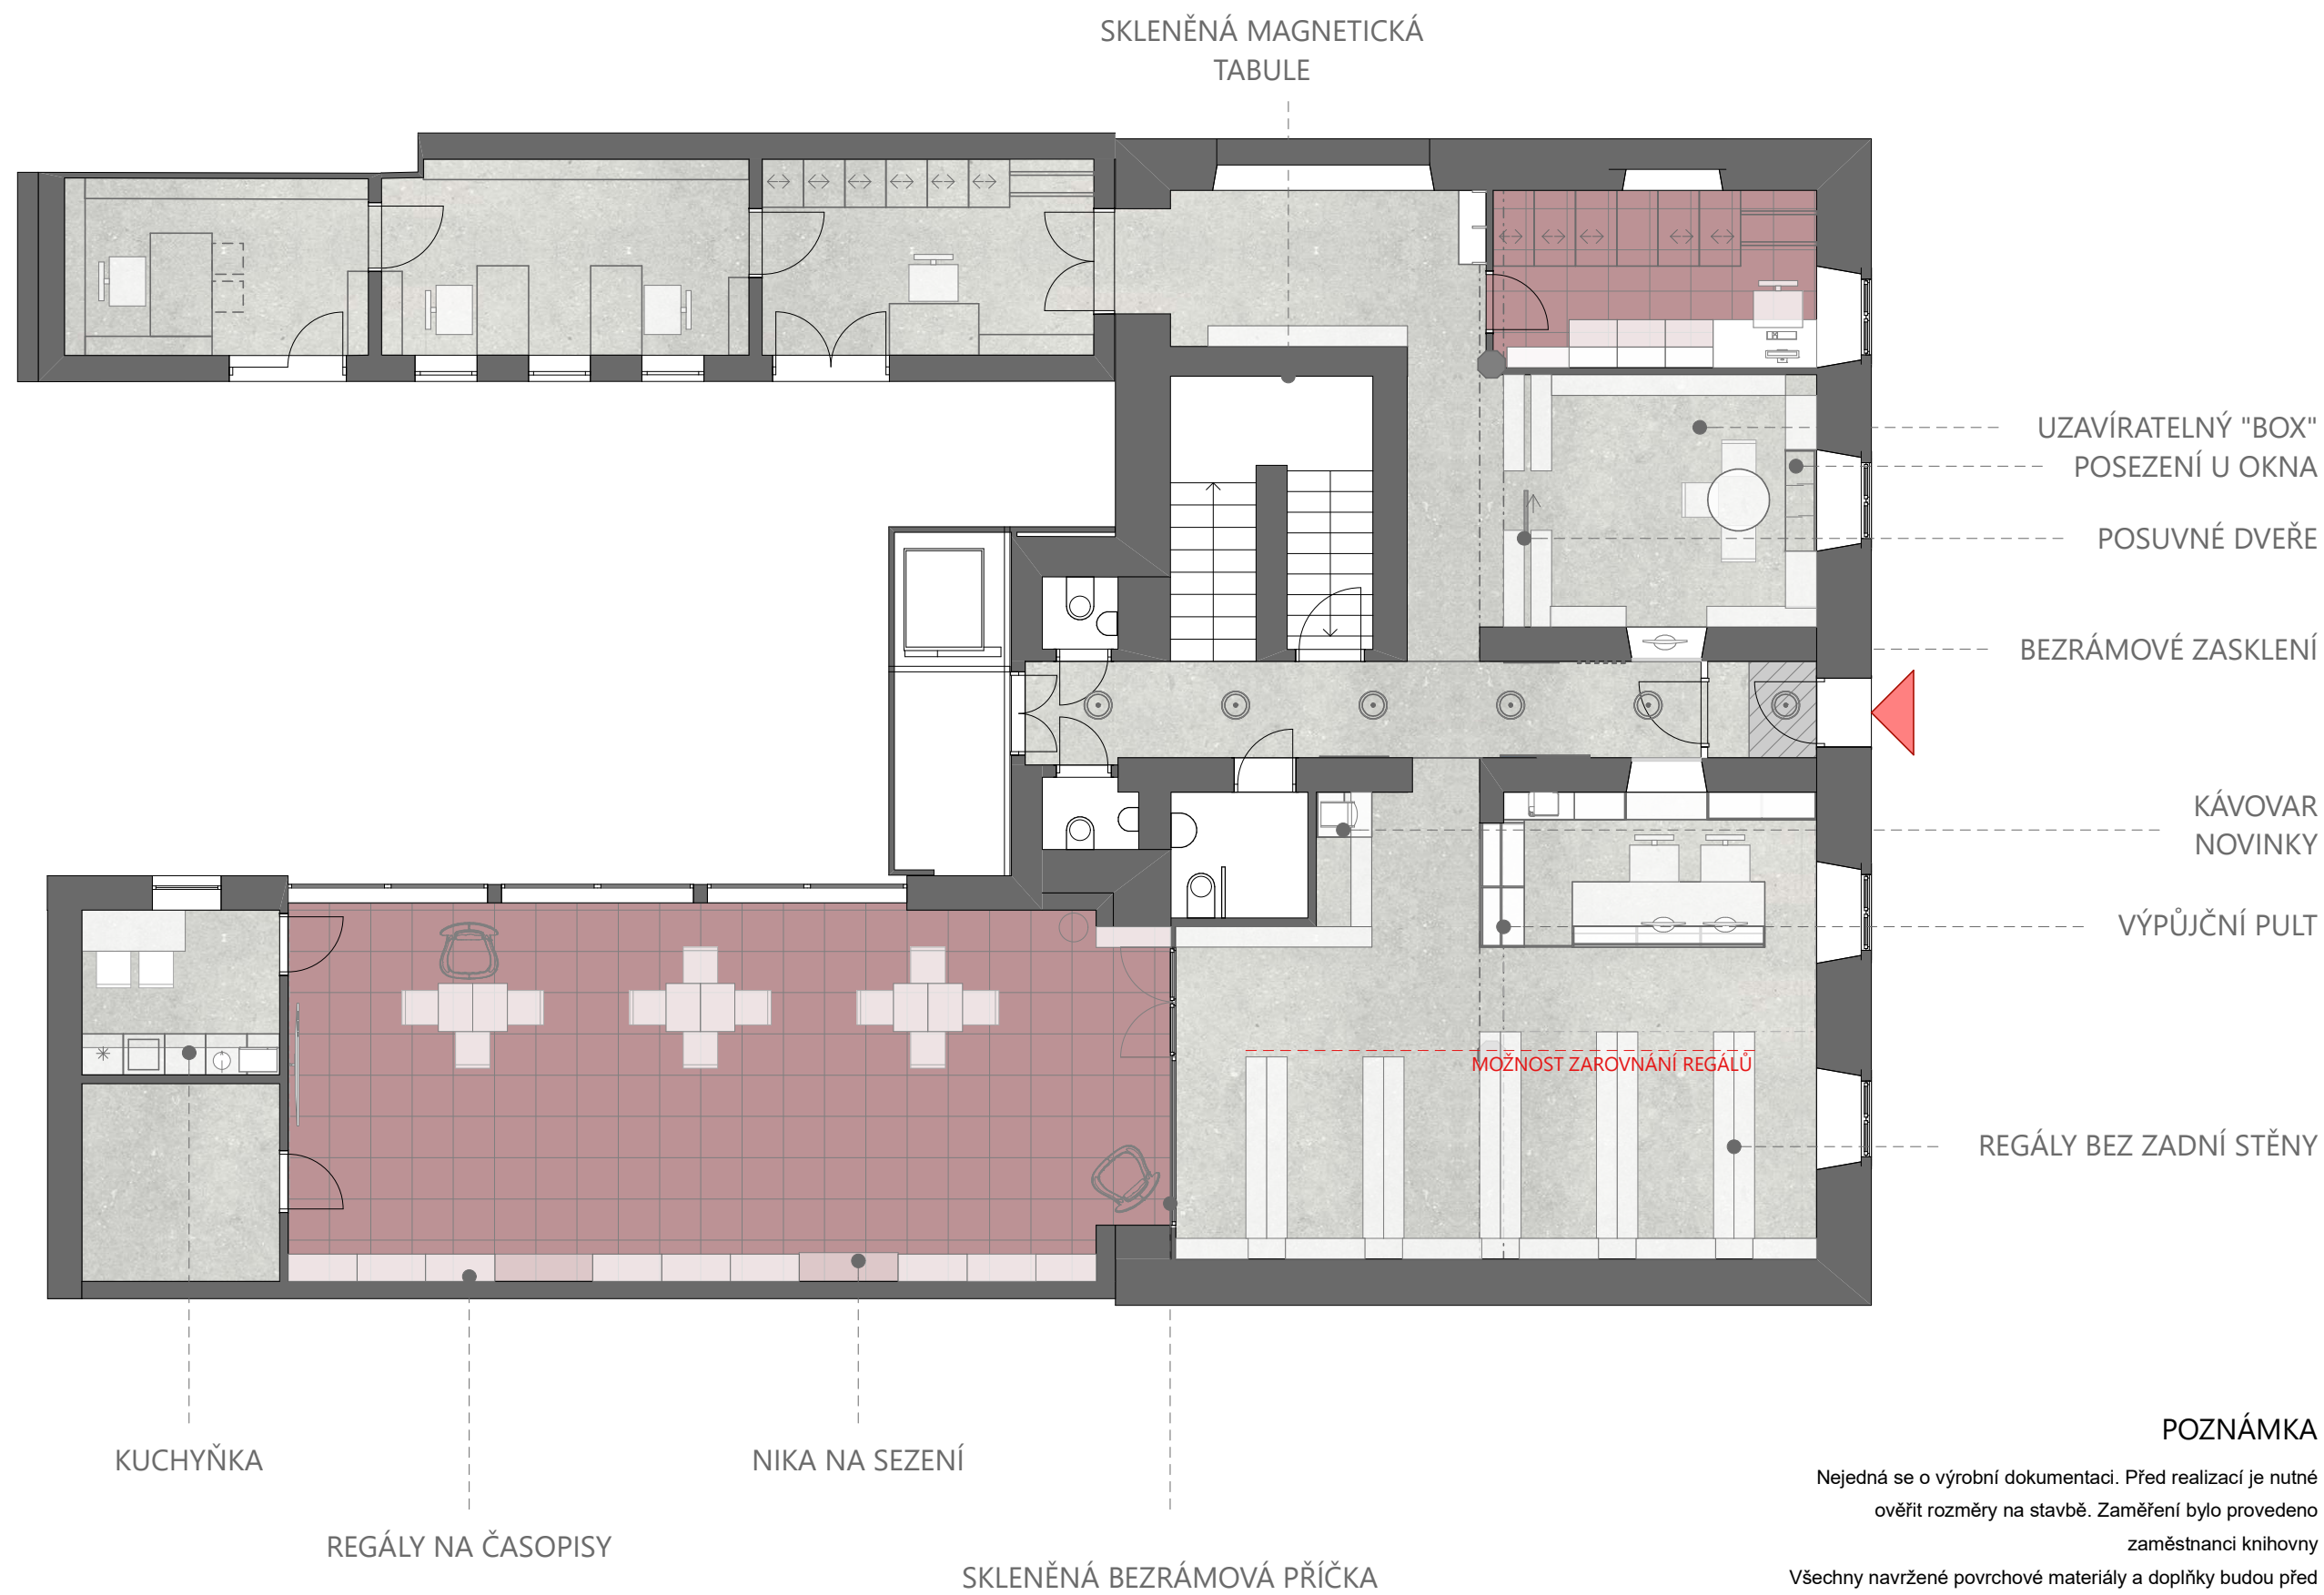 SKLENĚNÁ MAGNETICKÁ
TABULE
UZAVÍRATELNÝ "BOX"
POSEZENÍ U OKNA
POSUVNÉ DVEŘE
BEZRÁMOVÉ ZASKLENÍ
KÁVOVAR
NOVINKY
VÝPŮJČNÍ PULT
MOŽNOST ZAROVNÁNÍ REGÁLŮ
REGÁLY BEZ ZADNÍ STĚNY
KUCHYŇKA
NIKA NA SEZENÍ
REGÁLY NA ČASOPISY
SKLENĚNÁ BEZRÁMOVÁ PŘÍČKA
POZNÁMKA
Nejedná se o výrobní dokumentaci. Před realizací je nutné
ověřit rozměry na stavbě. Zaměření bylo provedeno
zaměstnanci knihovny
Všechny navržené povrchové materiály a doplňky budou před